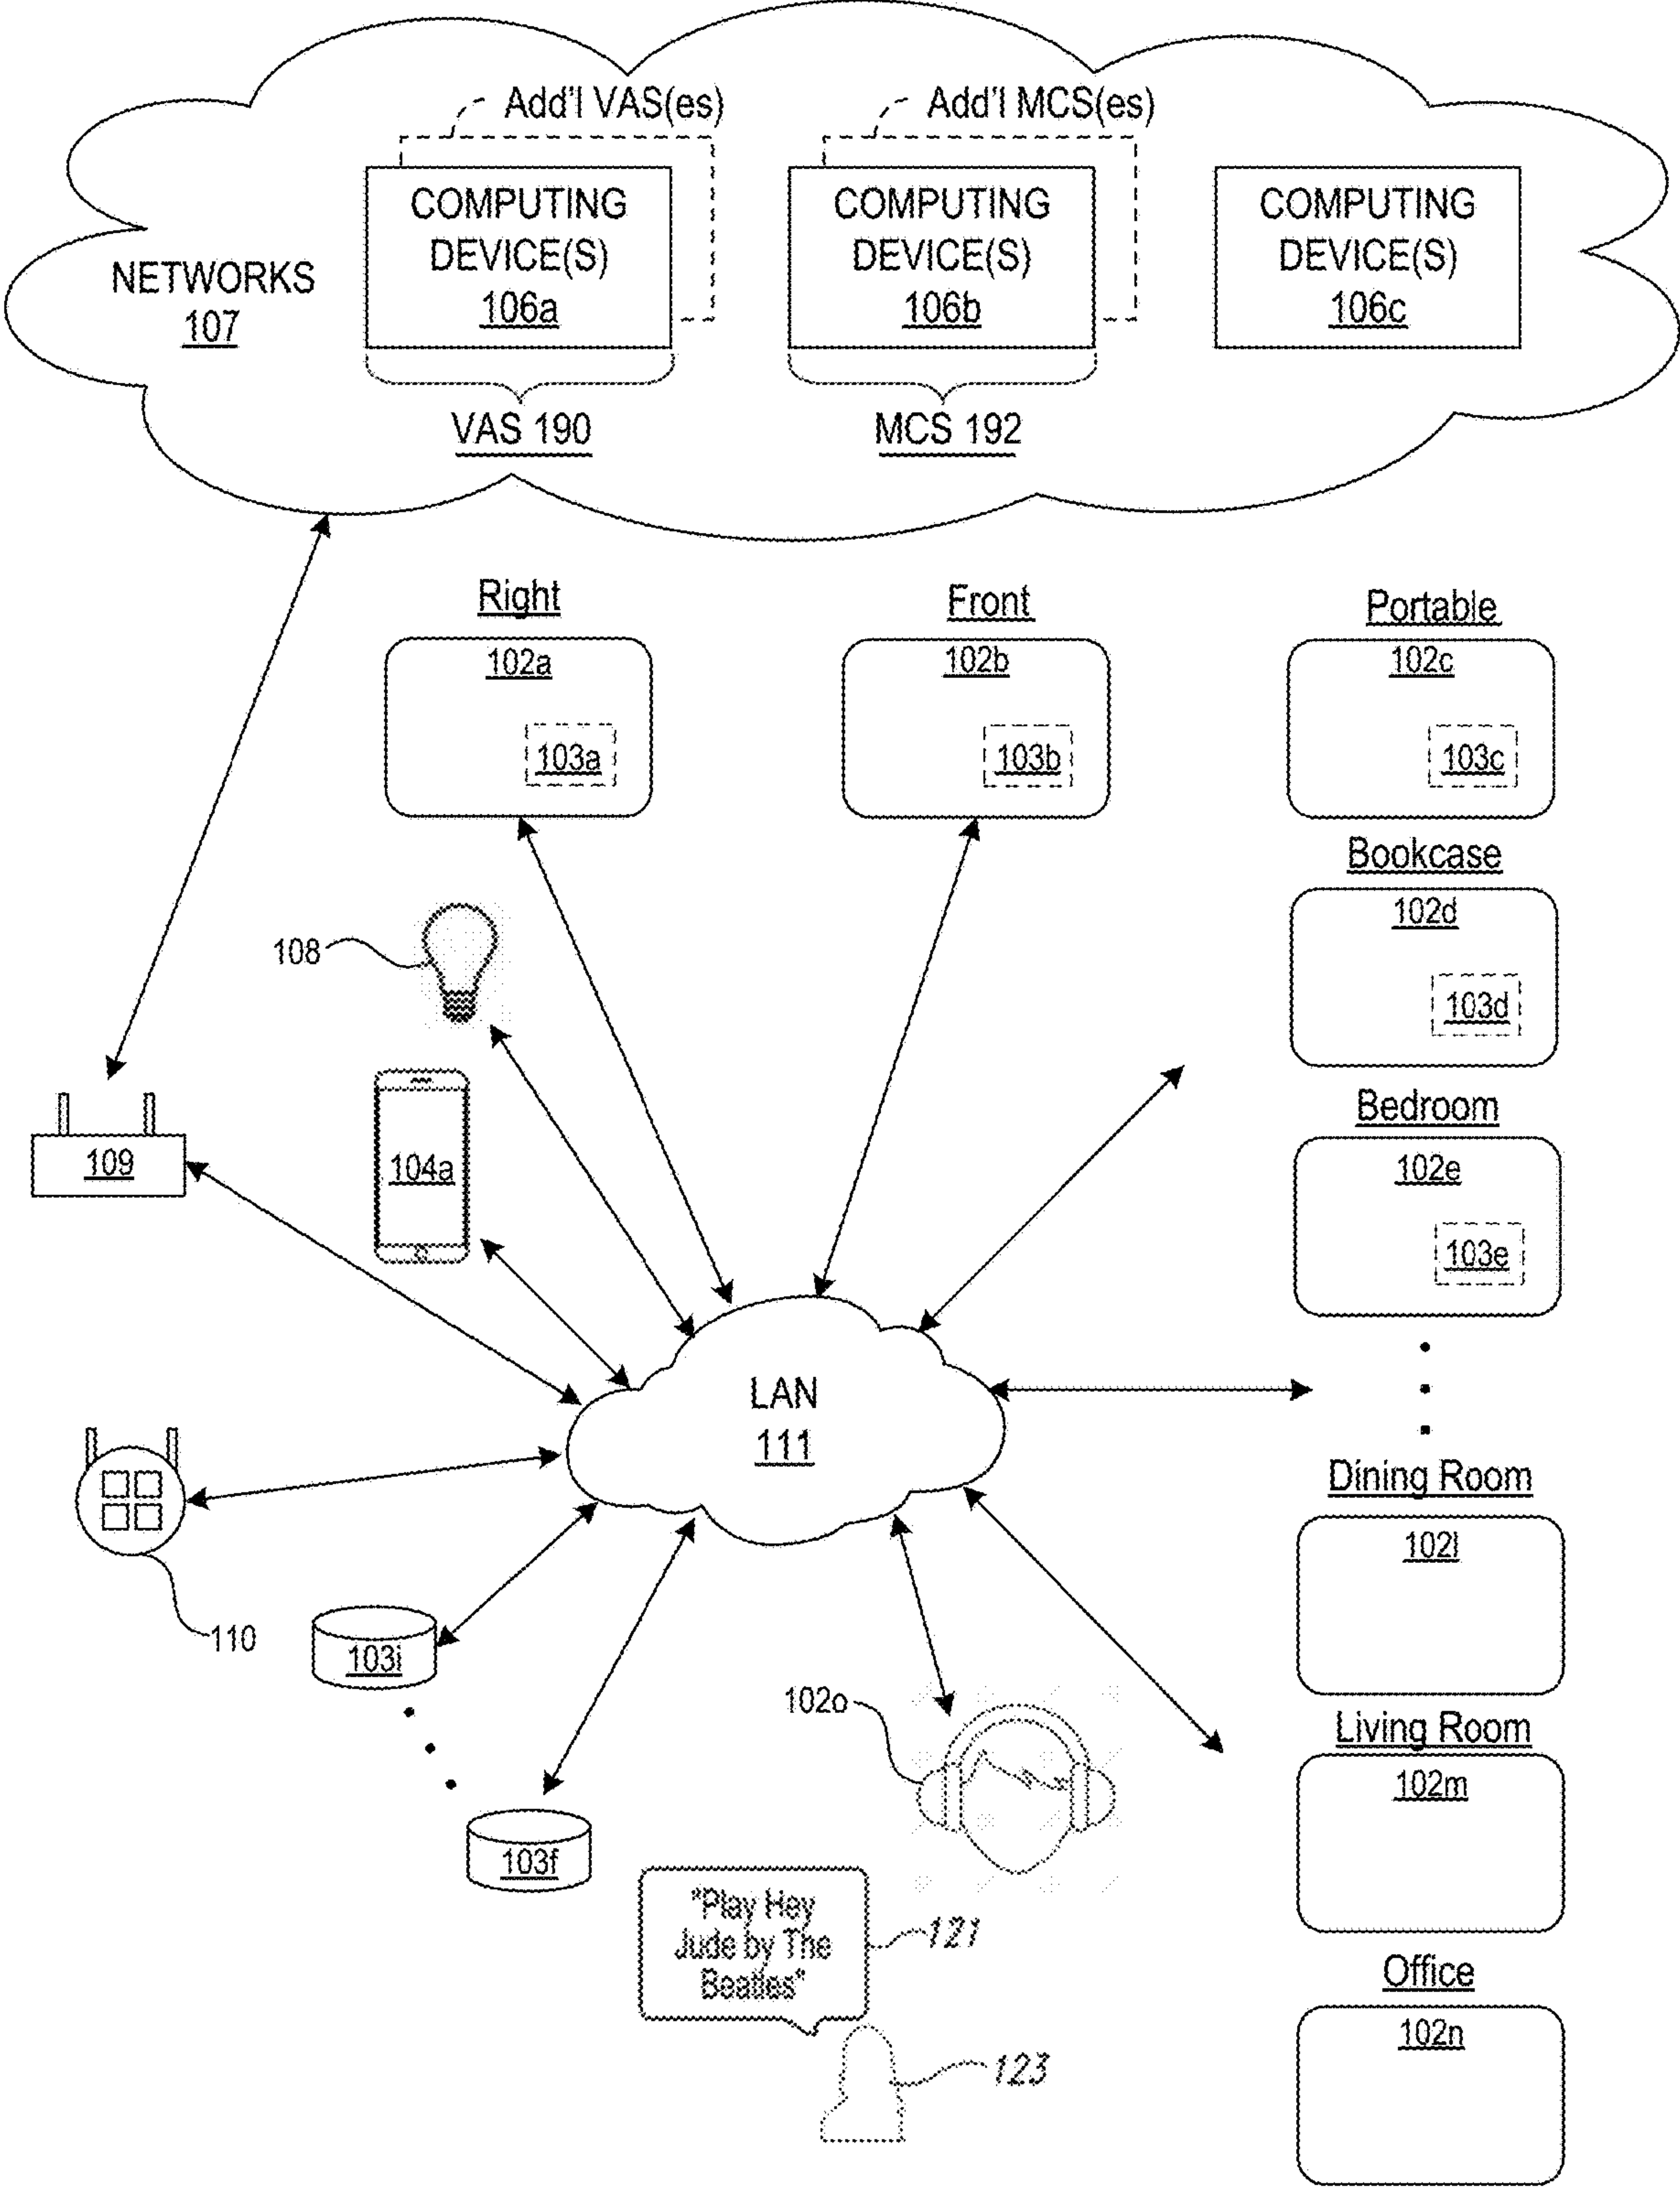 Add'l VAS(es)
Add'l MCS(es)
COMPUTING
DEVICE(S)
106a
COMPUTING
DEVICE(S)
106b
COMPUTING
DEVICE(S)
106c
NETWORKS
107
VAS 190
MCS 192
Right
102a
103a
Front
102b
103b
Portable
102c
103c
Bookcase
102d
103d
108
104a
109
Bedroom
102e
103e
LAN
111
Dining Room
102l
110
103i
103f
102o
Living Room
102m
"Play Hey
Jude by The
Beatles"
121
123
Office
102n